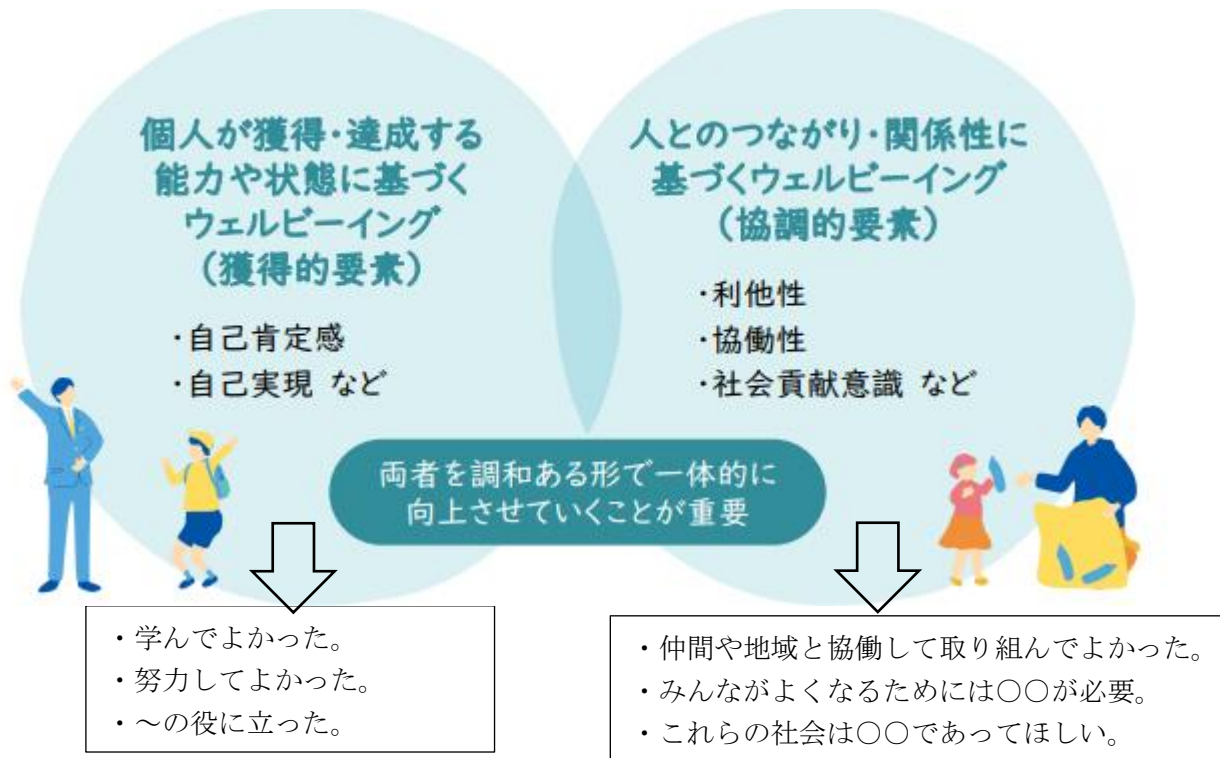 個人が獲得・達成する
能力や状態に基づく
ウェルビーイング
（獲得的要素）
・自己肯定感
・自己実現 など
人とのつながり・関係性に
基づくウェルビーイング
（協調的要素）
・利他性
・協働性
・社会貢献意識 など
両者を調和ある形で一体的に
向上させていくことが重要
・学んでよかった。
・努力してよかった。
・～の役に立った。
・仲間や地域と協働して取り組んでよかった。
・みんながよくなるためには〇〇が必要。
・これらの社会は〇〇であってほしい。